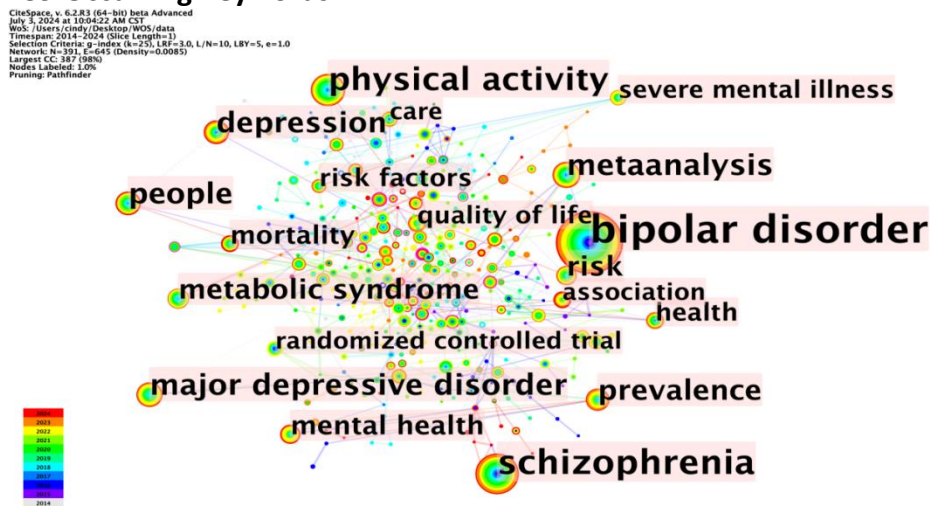 CiteSpace, v. 6.2.R3 (64-bit) beta Advanced
July 3, 2024 at 10:04:22 AM CST
WoS: /Users/cindy/Desktop/WOS/data
Timespan: 2014-2024 (Slice Length=1)
Selection Criteria: g-index (k=25), LRF=3.0, L/N=10, LBY=5, e=1.0
Network: N=391, E=645 (Density=0.0085)
Largest CC: 387 (98%)
Nodes Labeled: 1.0%
Pruning: Pathfinder
physical activity
severe mental illness
care
depression
metaanalysis
risk factors
people
quality of life
bipolar disorder
mortality
risk
metabolic syndrome
association
health
randomized controlled trial
major depressive disorder
prevalence
mental health
schizophrenia
2024
2023
2022
2021
2020
2019
2018
2017
2015
2014